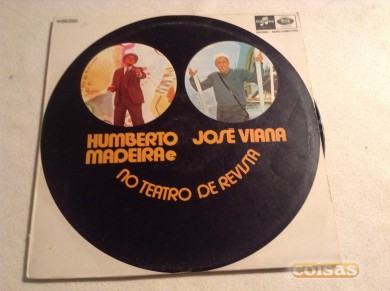 HUMBERTO
MADEIRA e
JOSÉ VIANA
NO TEATRO DE REVISTA
coisas